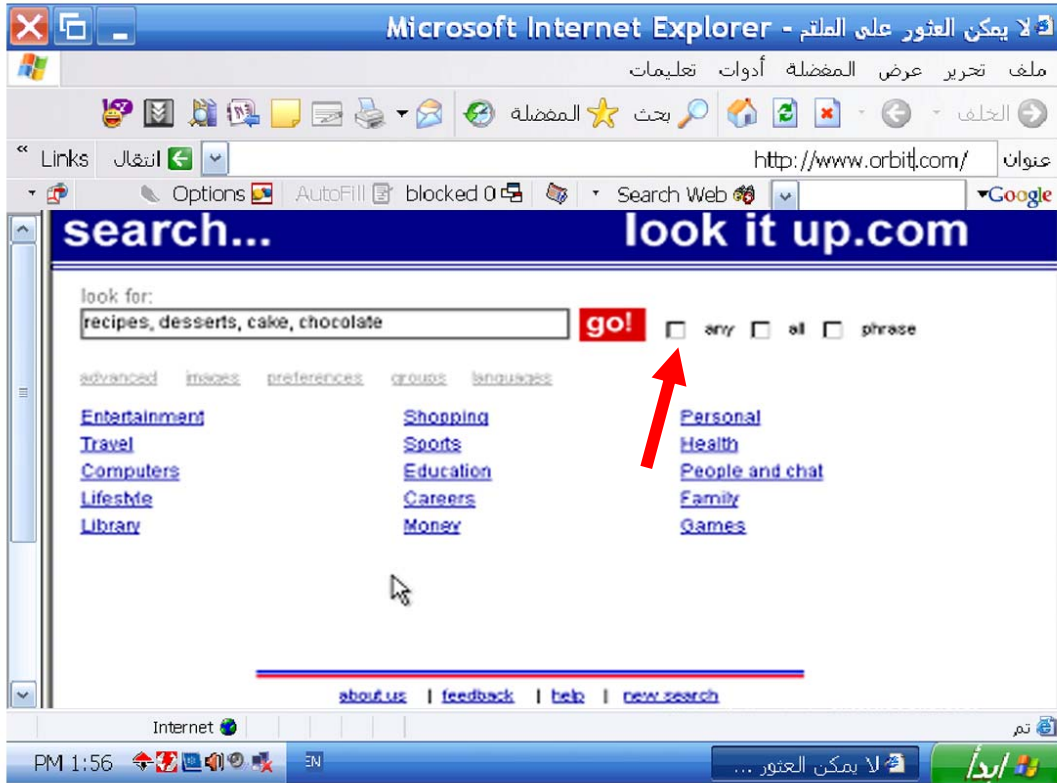 لا يمكن العثور على الملتم - Microsoft Internet Explorer
ملف تحرير عرض المفضلة أدوات تعليمات
الخلف بحث المفضلة
عنوان http://www.orbit.com/ انتقال Links »
Google Search Web 0 blocked AutoFill Options
search... look it up.com
look for:
recipes, desserts, cake, chocolate go! any all phrase
advanced images preferences groups languages
Entertainment Shopping Personal
Travel Sports Health
Computers Education People and chat
Lifestyle Careers Family
Library Money Games
about us | feedback | help | new search
تم Internet
ابدأ لا يمكن العثور ... EN PM 1:56